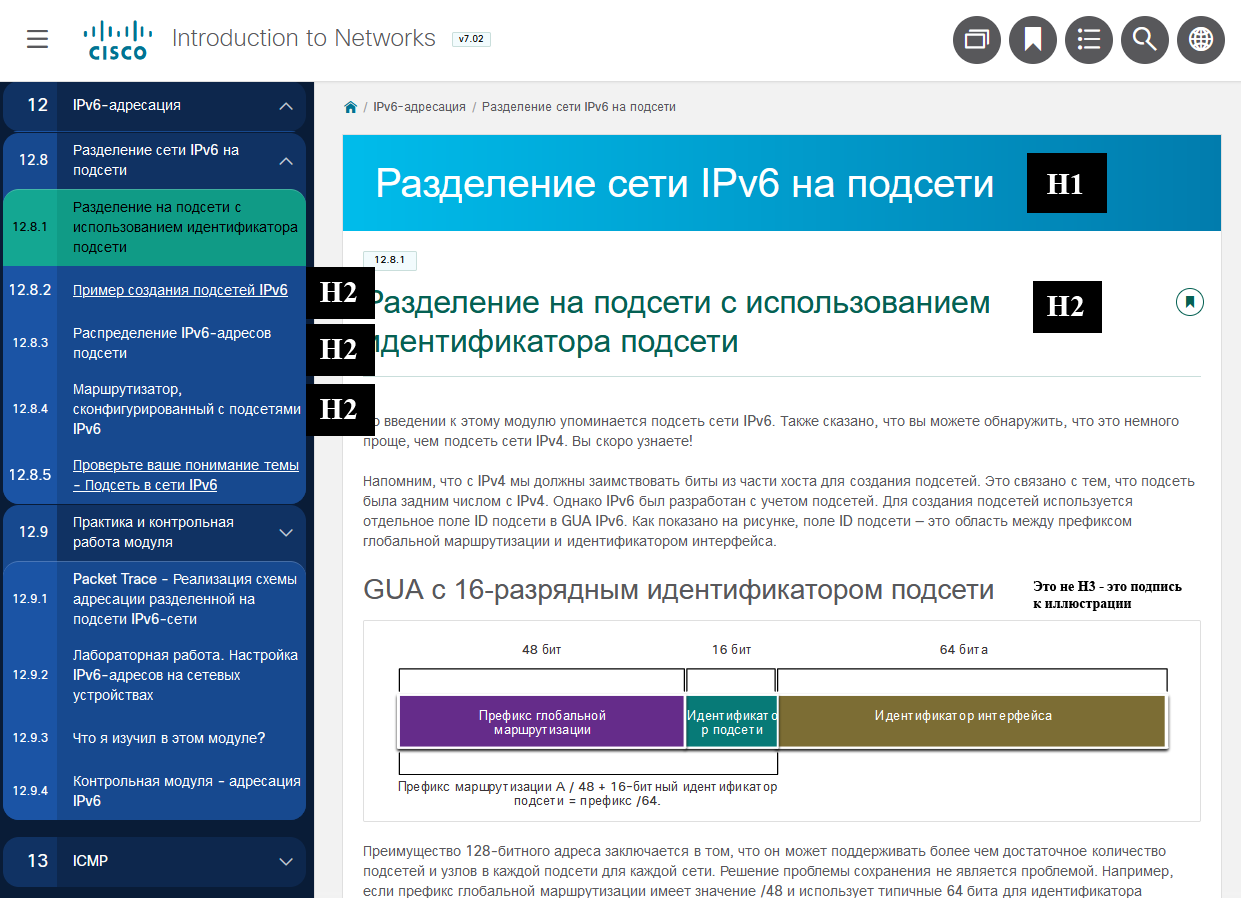 CISCO
Introduction to Networks
v7.02
12
IPv6-адресация
12.8
Разделение сети IPv6 на
подсети
12.8.1
Разделение на подсети с
использованием идентификатора
подсети
12.8.2
Пример создания подсетей IPv6
12.8.3
Распределение IPv6-адресов
подсети
12.8.4
Маршрутизатор,
сконфигурированный с подсетями
IPv6
12.8.5
Проверьте ваше понимание темы
- Подсеть в сети IPv6
12.9
Практика и контрольная
работа модуля
12.9.1
Packet Trace - Реализация схемы
адресации разделенной на
подсети IPv6-сети
12.9.2
Лабораторная работа. Настройка
IPv6-адресов на сетевых
устройствах
12.9.3
Что я изучил в этом модуле?
12.9.4
Контрольная модуля - адресация
IPv6
13
ICMP
H2
H2
H2
/ IPv6-адресация / Разделение сети IPv6 на подсети
Разделение сети IPv6 на подсети
H1
12.8.1
Разделение на подсети с использованием
идентификатора подсети
H2
введении к этому модулю упоминается подсеть сети IPv6. Также сказано, что вы можете обнаружить, что это немного
проще, чем подсеть сети IPv4. Вы скоро узнаете!
Напомним, что с IPv4 мы должны заимствовать биты из части хоста для создания подсетей. Это связано с тем, что подсеть
была задним числом с IPv4. Однако IPv6 был разработан с учетом подсетей. Для создания подсетей используется
отдельное поле ID подсети в GUA IPv6. Как показано на рисунке, поле ID подсети — это область между префиксом
глобальной маршрутизации и идентификатором интерфейса.
GUA с 16-разрядным идентификатором подсети
Это не H3 - это подпись
к иллюстрации
48 бит
16 бит
64 бита
Префикс глобальной
маршрутизации
Идентификато
р подсети
Идентификатор интерфейса
Префикс маршрутизации A / 48 + 16-битный идентификатор
подсети = префикс /64.
Преимущество 128-битного адреса заключается в том, что он может поддерживать более чем достаточное количество
подсетей и узлов в каждой подсети для каждой сети. Решение проблемы сохранения не является проблемой. Например,
если префикс глобальной маршрутизации имеет значение /48 и использует типичные 64 бита для идентификатора